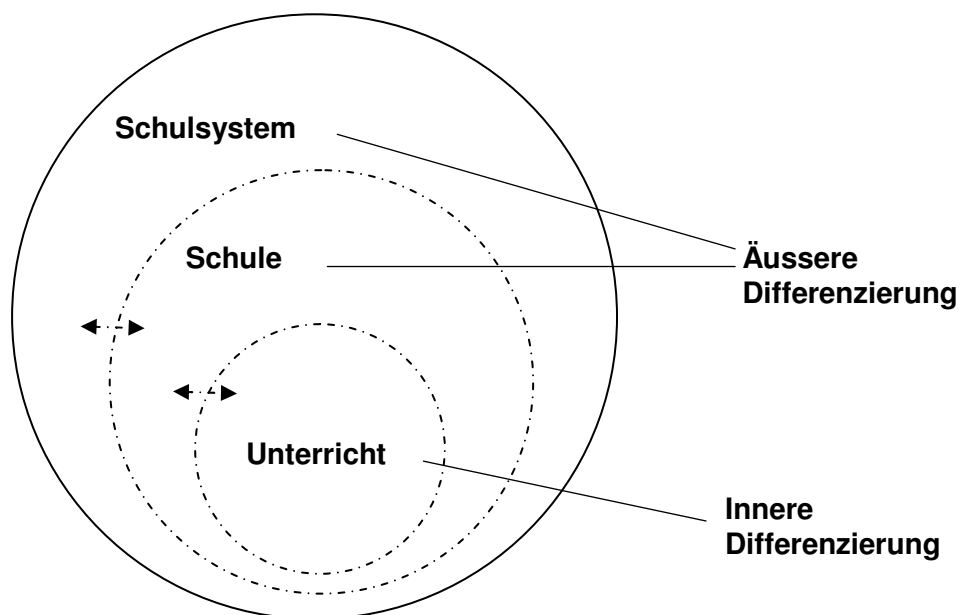 Schulsystem
Schule
Äussere
Differenzierung
Unterricht
Innere
Differenzierung